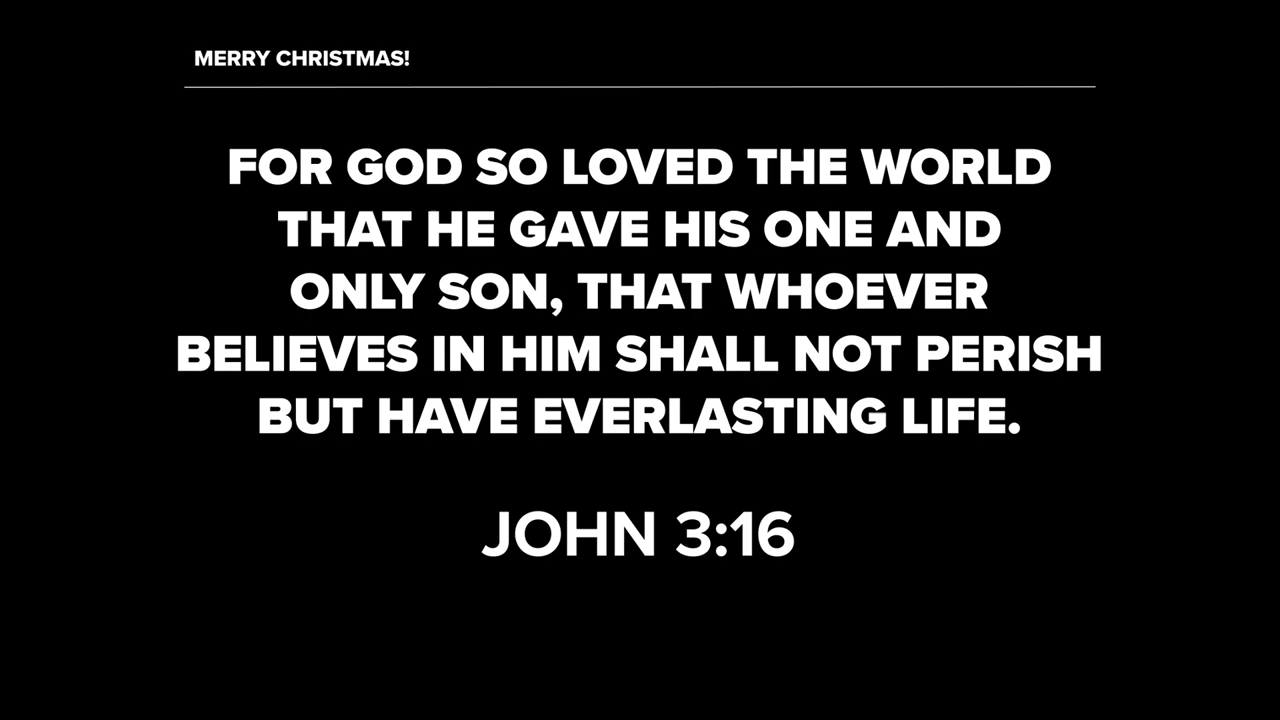 MERRY CHRISTMAS!
FOR GOD SO LOVED THE WORLD
THAT HE GAVE HIS ONE AND
ONLY SON, THAT WHOEVER
BELIEVES IN HIM SHALL NOT PERISH
BUT HAVE EVERLASTING LIFE.
JOHN 3:16